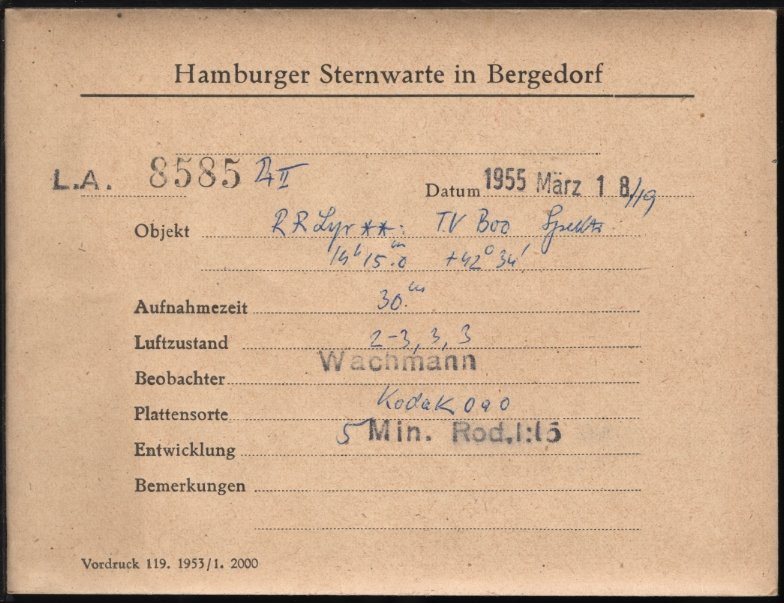 Hamburger Sternwarte in Bergedorf
L.A. 8585
Datum 1955 März 18/19
Objekt RR Lyr **: TV Boo Spektr.
14h 15.m0 +42° 34'
Aufnahmezeit 30m
Luftzustand 2-3, 3, 3
Beobachter Wachmann
Plattensorte Kodak 0a0
Entwicklung 5 Min. Rod.1:15
Bemerkungen
Vordruck 119. 1953/1. 2000